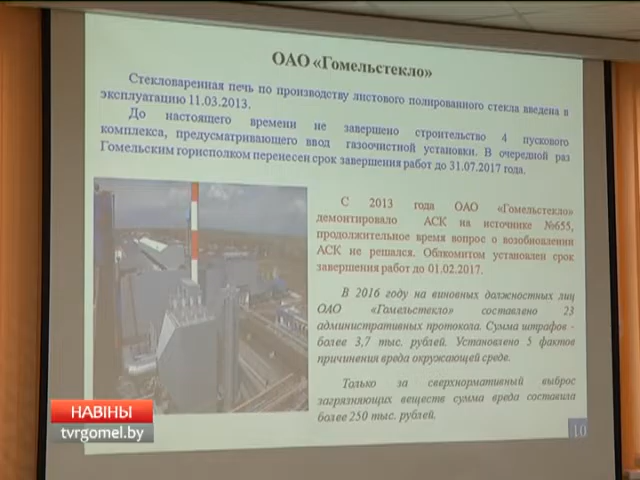 ОАО «Гомельстекло»
Стекловаренная печь по производству листового полированного стекла введена в
эксплуатацию 11.03.2013.
До настоящего времени не завершено строительство 4 пускового
комплекса, предусматривающего ввод газоочистной установки. В очередной раз
Гомельским горисполком перенесен срок завершения работ до 31.07.2017 года.
С 2013 года ОАО «Гомельстекло»
демонтировало АСК на источнике №655,
продолжительное время вопрос о возобновлении
АСК не решался. Облкомитом установлен срок
завершения работ до 01.02.2017.
В 2016 году на виновных должностных лиц
ОАО «Гомельстекло» составлено 23
административных протокола. Сумма штрафов -
более 3,7 тыс. рублей. Установлено 5 фактов
причинения вреда окружающей среде.
Только за сверхнормативный выброс
загрязняющих веществ сумма вреда составила
более 250 тыс. рублей.
10
НАВІНЫ
tvrgomel.by